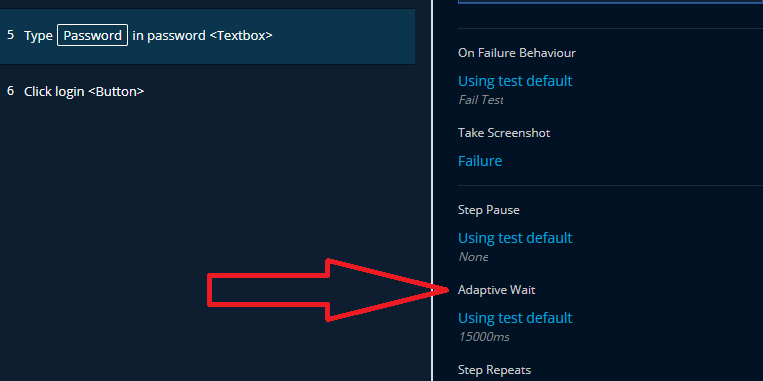 5 Type Password in password <Textbox>
6 Click login <Button>
On Failure Behaviour
Using test default
Fail Test
Take Screenshot
Failure
Step Pause
Using test default
None
Adaptive Wait
Using test default
15000ms
Step Repeats